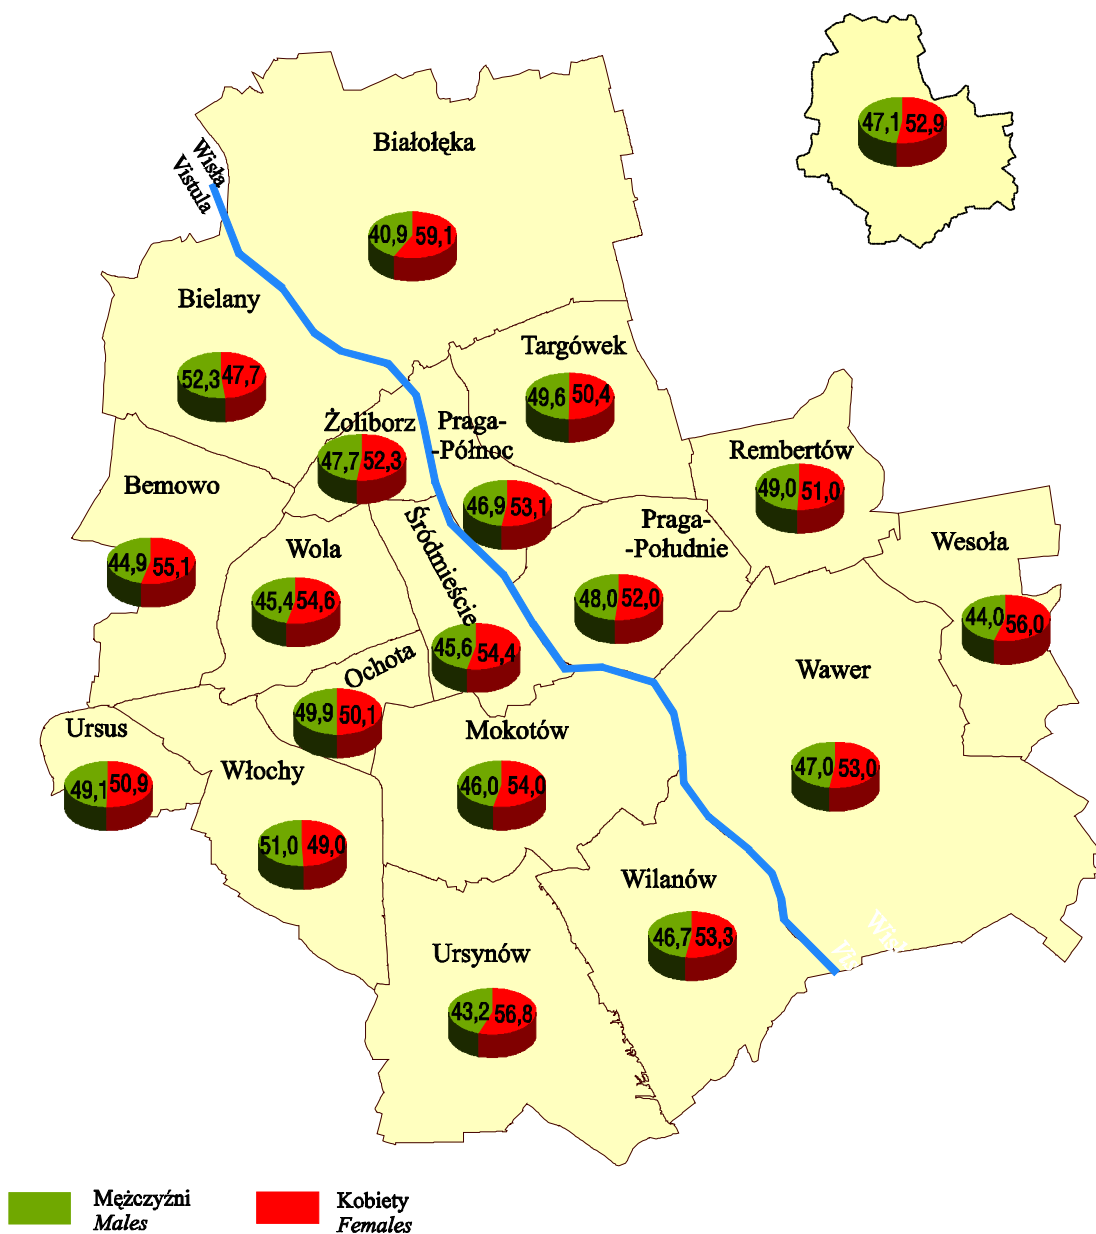 47,1 52,9
Białołęka
Wisła
Vistula
40,9 59,1
Bielany
52,3 47,7
Targówek
49,6 50,4
Żoliborz
47,7 52,3
Praga-
-Północ
46,9 53,1
Rembertów
49,0 51,0
Bemowo
44,9 55,1
Wola
45,4 54,6
Śródmieście
45,6 54,4
Praga-
-Południe
48,0 52,0
Wesoła
44,0 56,0
Ochota
49,9 50,1
Wawer
47,0 53,0
Ursus
49,1 50,9
Włochy
51,0 49,0
Mokotów
46,0 54,0
Wilanów
46,7 53,3
Ursynów
43,2 56,8
Mężczyźni
Males
Kobiety
Females